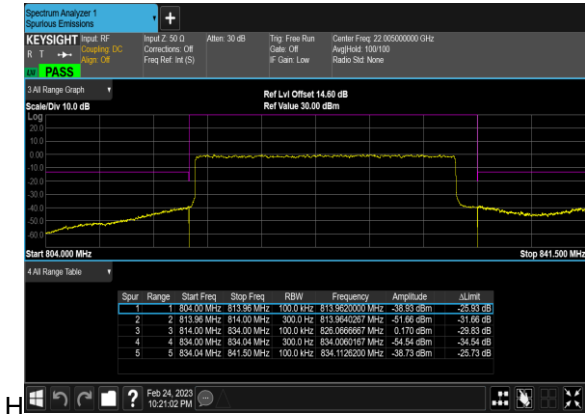 Spectrum Analyzer 1
Spurious Emissions
+
KEYSIGHT Input: RF Input Z: 50 Ω Atten: 30 dB Trig: Free Run Center Freq: 22.005000000 GHz
R T Coupling: DC Corrections: Off Gate: Off Avg|Hold: 100/100
Align: Off Freq Ref: Int (S) IF Gain: Low Radio Std: None
PASS
3 All Range Graph
Ref Lvl Offset 14.60 dB
Scale/Div 10.0 dB Ref Value 30.00 dBm
Log
20.0
10.0
0.00
-10.0
-20.0
-30.0
-40.0
-50.0
-60.0
Start 804.000 MHz Stop 841.500 MHz
4 All Range Table
Spur Range Start Freq Stop Freq RBW Frequency Amplitude ΔLimit
1 1 804.00 MHz 813.96 MHz 100.0 kHz 813.9620000 MHz -38.93 dBm -25.93 dB
2 2 813.96 MHz 814.00 MHz 300.0 Hz 813.9640267 MHz -51.66 dBm -31.66 dB
3 3 814.00 MHz 834.00 MHz 100.0 kHz 826.0666667 MHz 0.170 dBm -29.83 dB
4 4 834.00 MHz 834.04 MHz 300.0 Hz 834.0060167 MHz -54.54 dBm -34.54 dB
5 5 834.04 MHz 841.50 MHz 100.0 kHz 834.1126200 MHz -38.73 dBm -25.73 dB
H
? Feb 24, 2023
10:21:02 PM